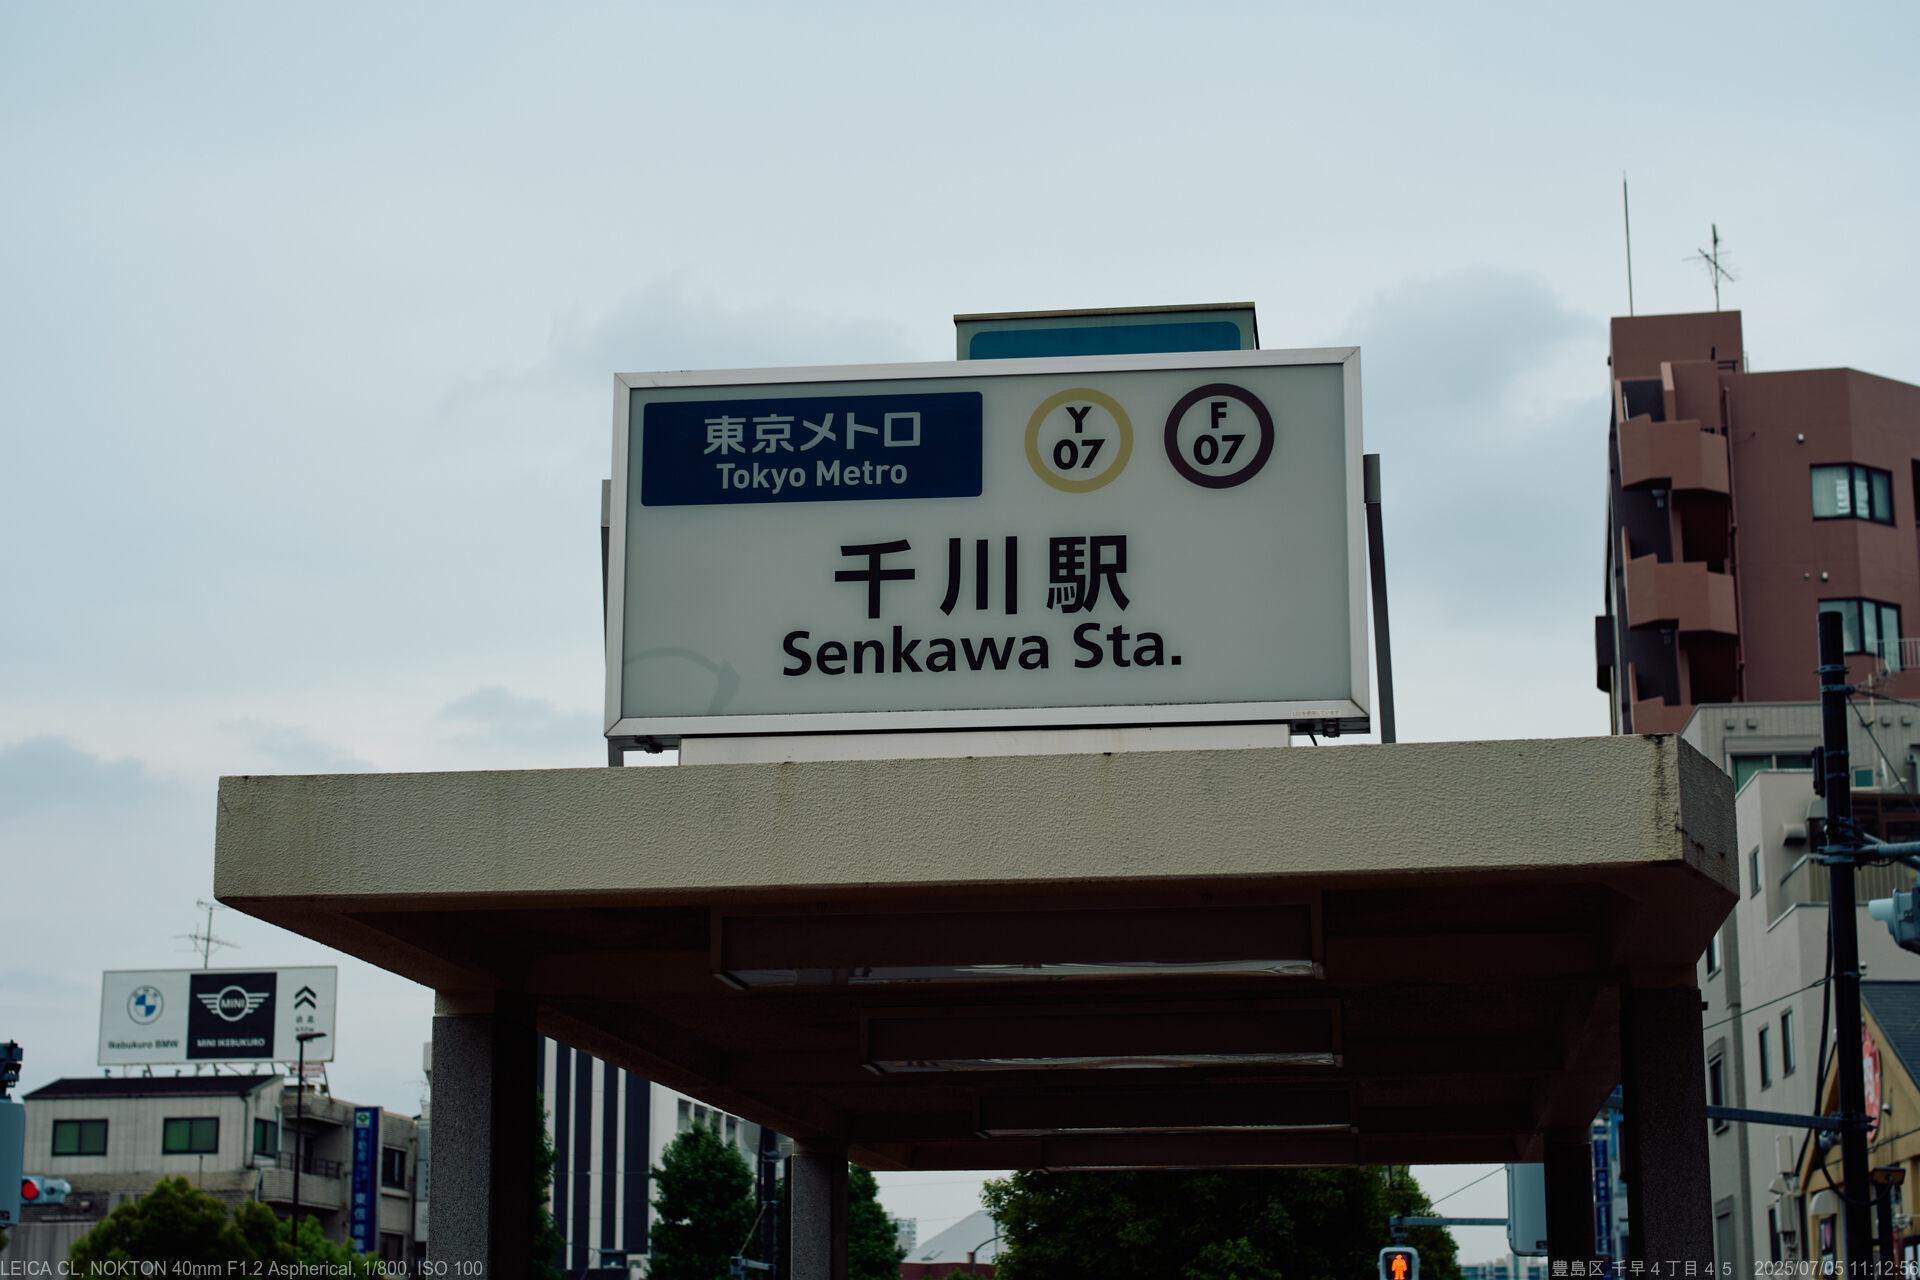 東京メトロ
Tokyo Metro
Y
07
F
07
千川駅
Senkawa Sta.
MINI
Ikebukuro BMW
MINI IKEBUKURO
LEICA CL, NOKTON 40mm F1.2 Aspherical, 1/800, ISO 100
豊島区 千早4丁目45 2025/07/05 11:12:56